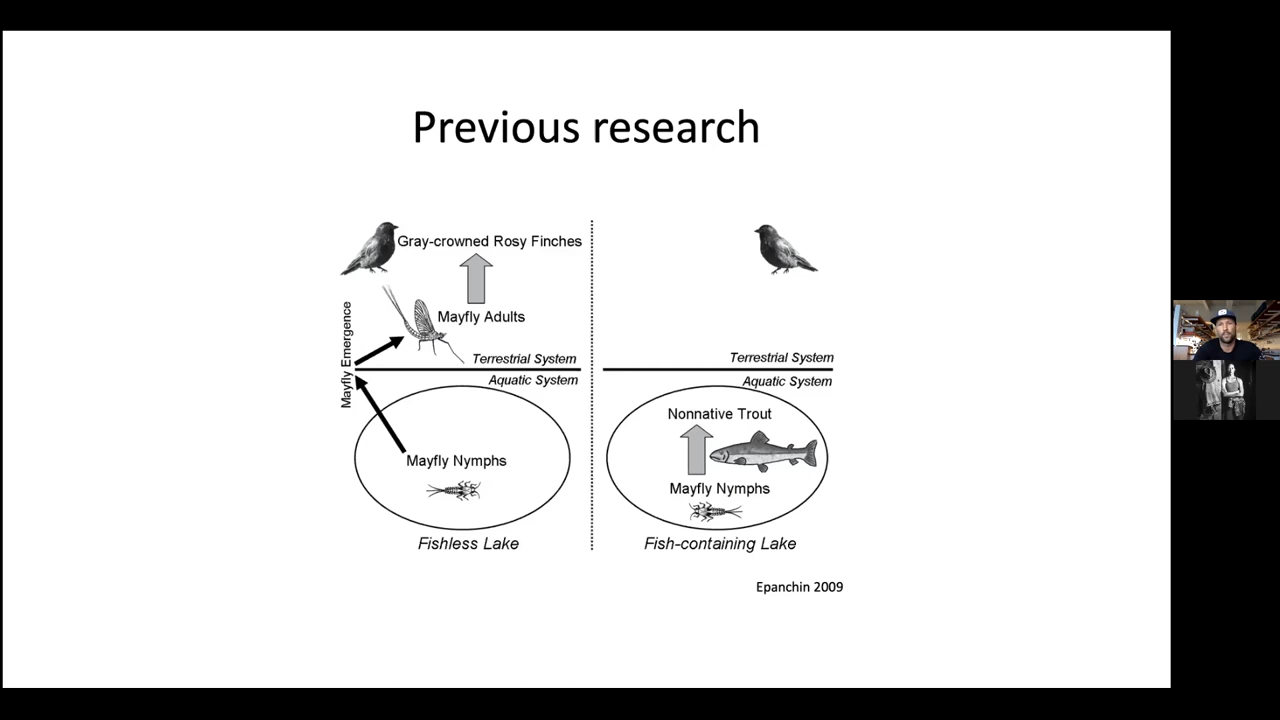 Previous research
Gray-crowned Rosy Finches
Mayfly Adults
Mayfly Emergence
Terrestrial System
Aquatic System
Mayfly Nymphs
Fishless Lake
Terrestrial System
Aquatic System
Nonnative Trout
Mayfly Nymphs
Fish-containing Lake
Epanchin 2009